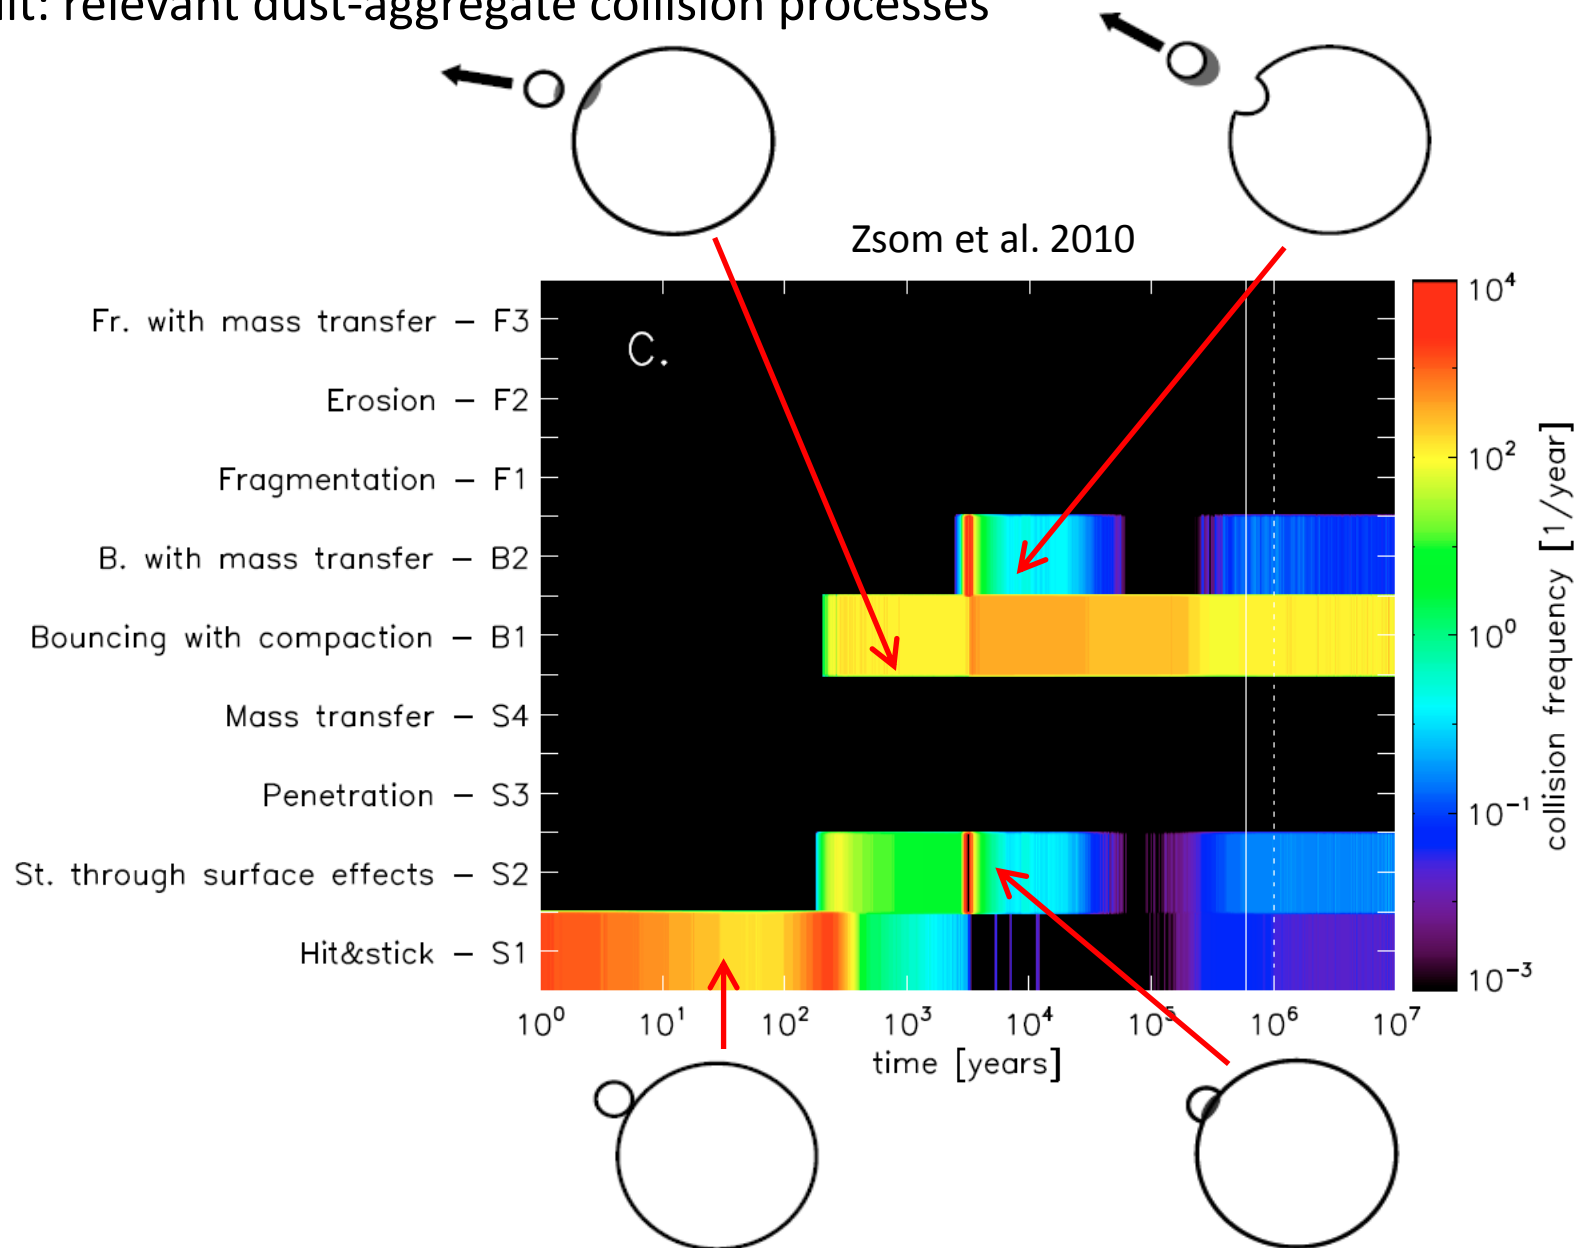 relevant dust-aggregate collision processes
Zsom et al. 2010
C.
Fr. with mass transfer – F3
Erosion – F2
Fragmentation – F1
B. with mass transfer – B2
Bouncing with compaction – B1
Mass transfer – S4
Penetration – S3
St. through surface effects – S2
Hit&stick – S1
10⁰ 10¹ 10² 10³ 10⁴ 10⁵ 10⁶ 10⁷
time [years]
10⁴
10²
10⁰
10⁻¹
10⁻³
collision frequency [1/year]